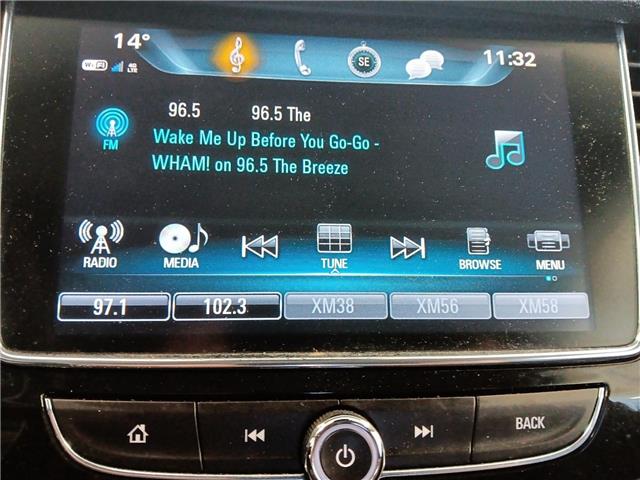 14°
SE
11:32
WiFi
4G
LTE
96.5 96.5 The
FM
Wake Me Up Before You Go-Go -
WHAM! on 96.5 The Breeze
RADIO MEDIA TUNE BROWSE MENU
97.1 102.3 XM38 XM56 XM58
BACK